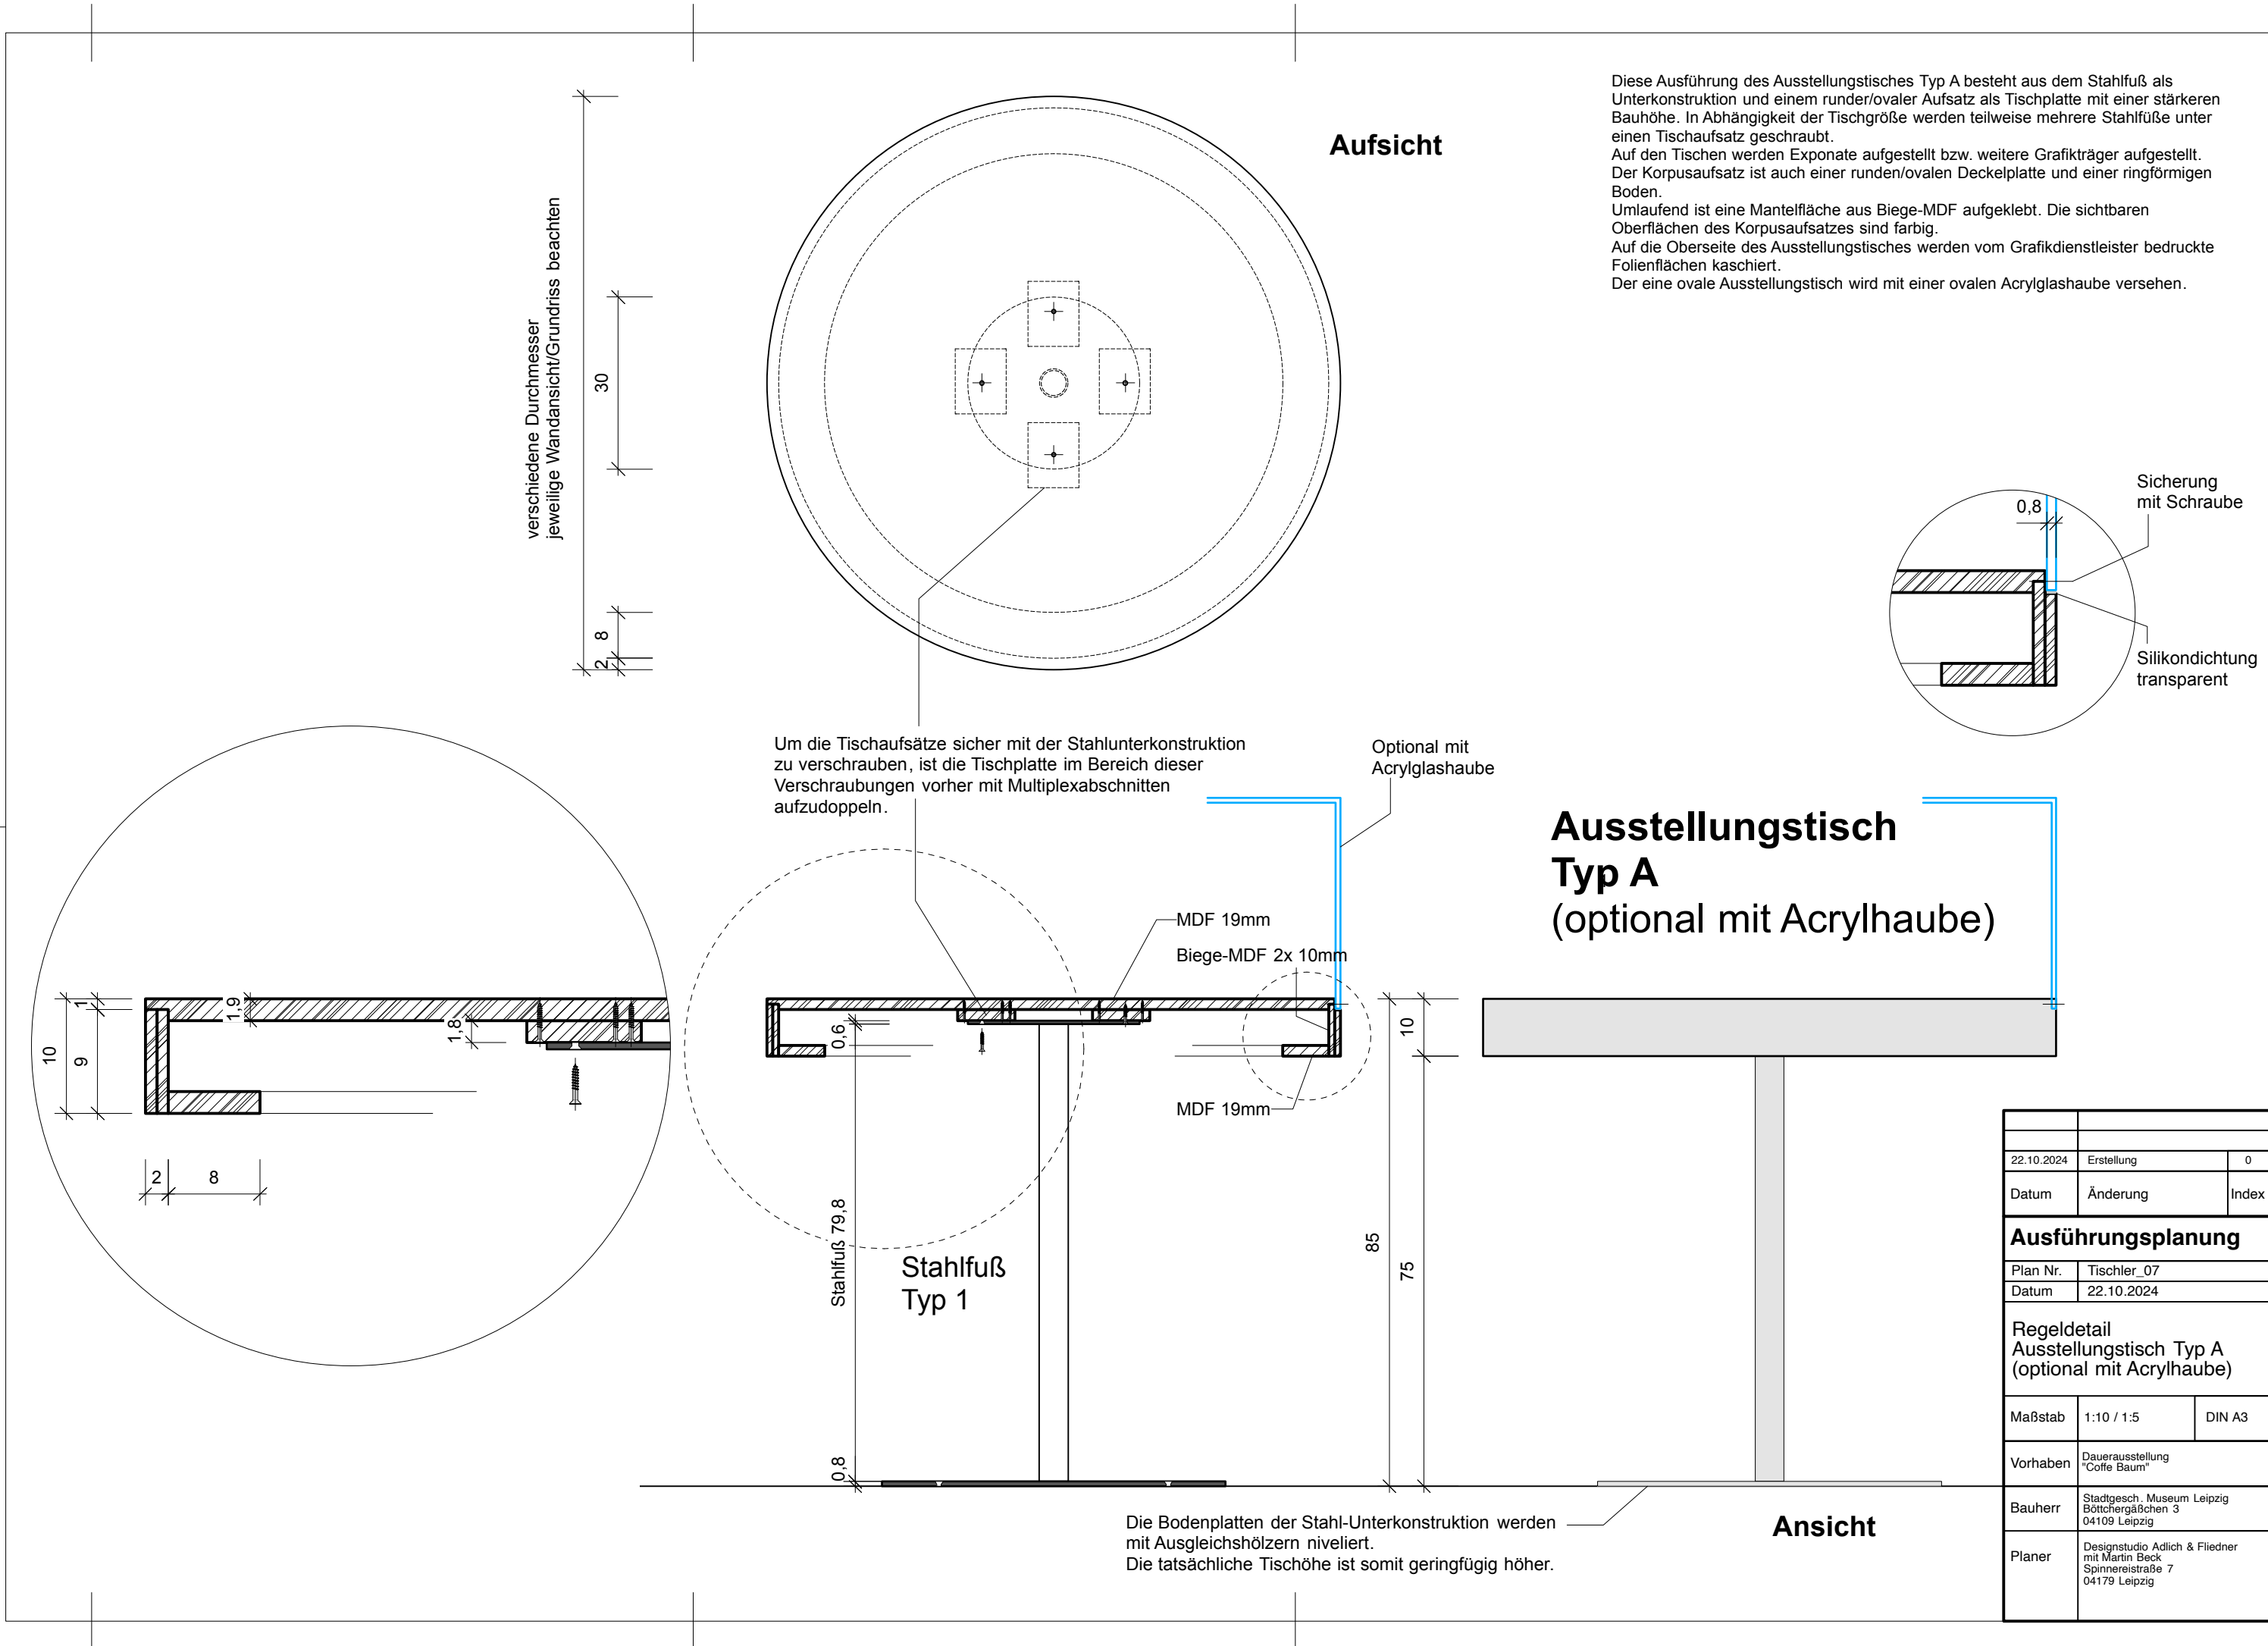 Diese Ausführung des Ausstellungstisches Typ A besteht aus dem Stahlfuß als
Unterkonstruktion und einem runder/ovaler Aufsatz als Tischplatte mit einer stärkeren
Bauhöhe. In Abhängigkeit der Tischgröße werden teilweise mehrere Stahlfüße unter
einen Tischaufsatz geschraubt.
Auf den Tischen werden Exponate aufgestellt bzw. weitere Grafikträger aufgestellt.
Der Korpusaufsatz ist auch einer runden/ovalen Deckelplatte und einer ringförmigen
Boden.
Umlaufend ist eine Mantelfläche aus Biege-MDF aufgeklebt. Die sichtbaren
Oberflächen des Korpusaufsatzes sind farbig.
Auf die Oberseite des Ausstellungstisches werden vom Grafikdienstleister bedruckte
Folienflächen kaschiert.
Der eine ovale Ausstellungstisch wird mit einer ovalen Acrylglashaube versehen.
Aufsicht
verschiedene Durchmesser
jeweilige Wandansicht/Grundriss beachten
30
8
2
Sicherung
mit Schraube
0,8
Silikondichtung
transparent
Um die Tischaufsätze sicher mit der Stahlunterkonstruktion
zu verschrauben, ist die Tischplatte im Bereich dieser
Verschraubungen vorher mit Multiplexabschnitten
aufzudoppeln.
Optional mit
Acrylglashaube
Ausstellungstisch
Typ A
(optional mit Acrylhaube)
MDF 19mm
Biege-MDF 2x 10mm
MDF 19mm
10
1
9
1,9
1,8
2
8
0,6
Stahlfuß 79,8
0,8
Stahlfuß
Typ 1
85
10
75
Die Bodenplatten der Stahl-Unterkonstruktion werden
mit Ausgleichshölzern niveliert.
Die tatsächliche Tischöhe ist somit geringfügig höher.
Ansicht
22.10.2024 Erstellung 0
Datum Änderung Index
Ausführungsplanung
Plan Nr. Tischler_07
Datum 22.10.2024
Regeldetail
Ausstellungstisch Typ A
(optional mit Acrylhaube)
Maßstab 1:10 / 1:5 DIN A3
Vorhaben Dauerausstellung
"Coffe Baum"
Bauherr Stadtgesch. Museum Leipzig
Böttchergäßchen 3
04109 Leipzig
Planer Designstudio Adlich & Fliedner
mit Martin Beck
Spinnereistraße 7
04179 Leipzig